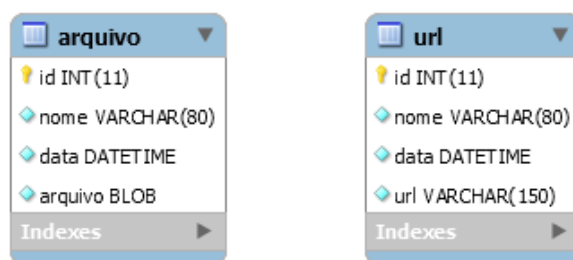 arquivo
id INT(11)
nome VARCHAR(80)
data DATETIME
arquivo BLOB
Indexes
url
id INT(11)
nome VARCHAR(80)
data DATETIME
url VARCHAR(150)
Indexes